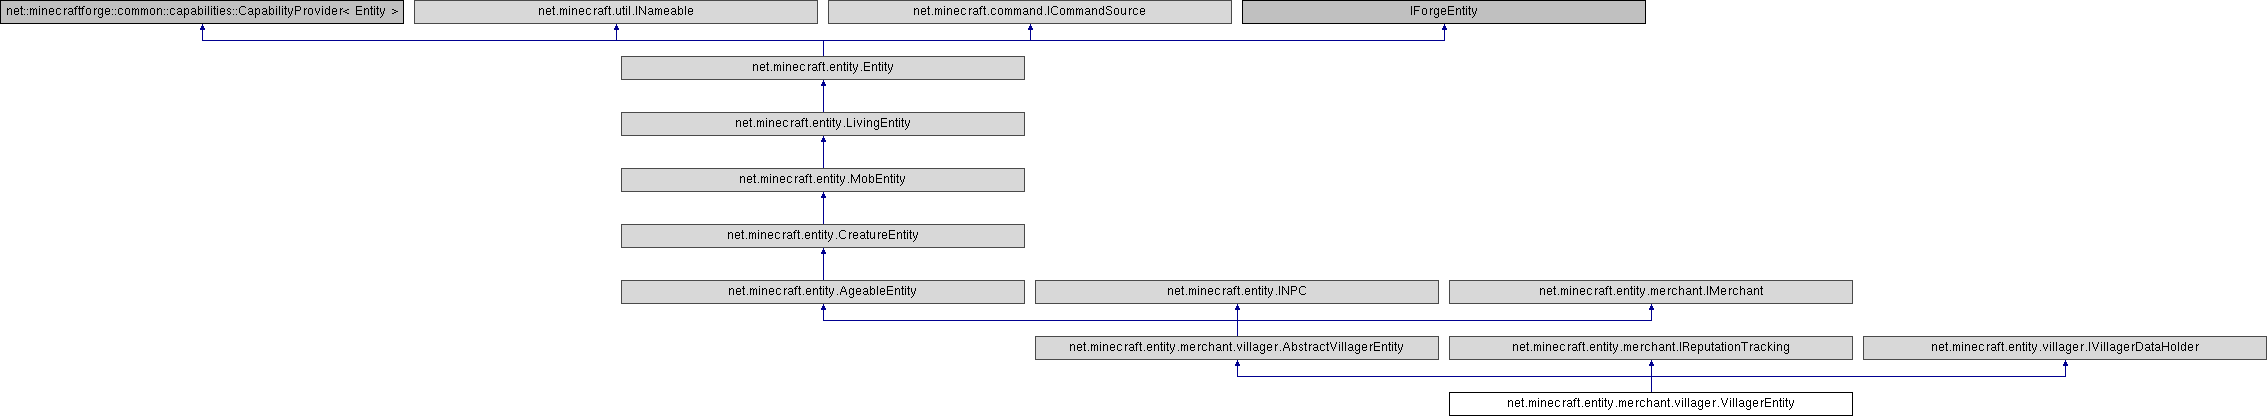 net::minecraftforge::common::capabilities::CapabilityProvider< Entity >
net.minecraft.util.INameable
net.minecraft.command.ICommandSource
IForgeEntity
net.minecraft.entity.Entity
net.minecraft.entity.LivingEntity
net.minecraft.entity.MobEntity
net.minecraft.entity.CreatureEntity
net.minecraft.entity.AgeableEntity
net.minecraft.entity.INPC
net.minecraft.entity.merchant.IMerchant
net.minecraft.entity.merchant.villager.AbstractVillagerEntity
net.minecraft.entity.merchant.IReputationTracking
net.minecraft.entity.villager.IVillagerDataHolder
net.minecraft.entity.merchant.villager.VillagerEntity